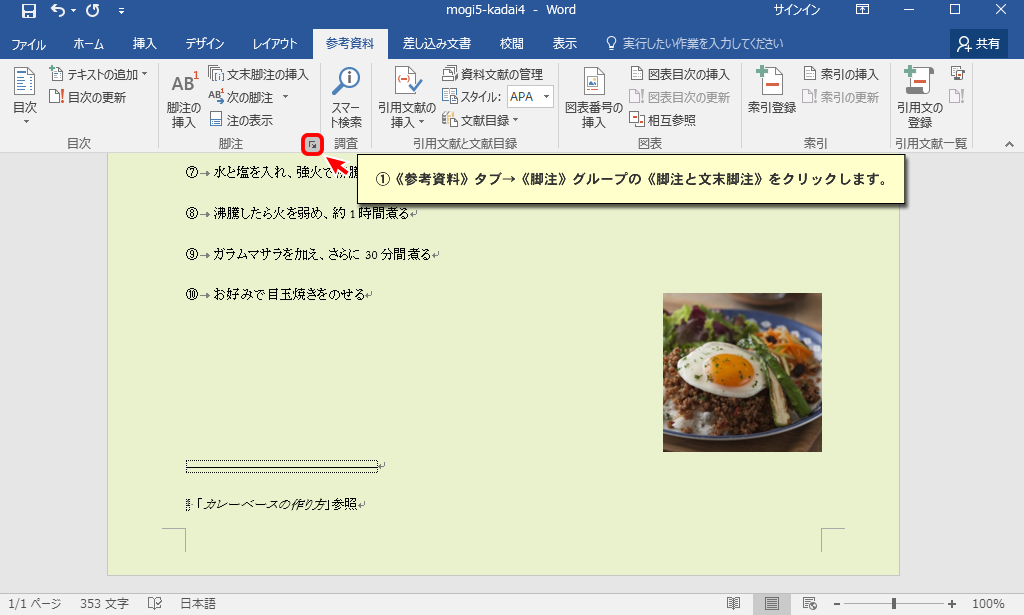 mogi5-kadai4 - Word
サインイン
ファイル ホーム 挿入 デザイン レイアウト 参考資料 差し込み文書 校閲 表示 実行したい作業を入力してください 共有
目次
テキストの追加
目次の更新
目次
AB1
脚注の
挿入
文末脚注の挿入
AB1 次の脚注
注の表示
脚注
スマー
ト検索
調査
引用文献の
挿入
資料文献の管理
スタイル: APA
文献目録
引用文献と文献目録
図表番号の
挿入
図表目次の挿入
図表目次の更新
相互参照
図表
索引登録
索引の挿入
索引の更新
索引
引用文の
登録
引用文献一覧
①《参考資料》タブ→《脚注》グループの《脚注と文末脚注》をクリックします。
⑦→水と塩を入れ、強火で沸騰
⑧→沸騰したら火を弱め、約 1 時間煮る↵
⑨→ガラムマサラを加え、さらに 30 分間煮る↵
⑩→お好みで目玉焼きをのせる↵
「カレーベースの作り方」参照↵
1/1 ページ 353 文字 日本語 100%